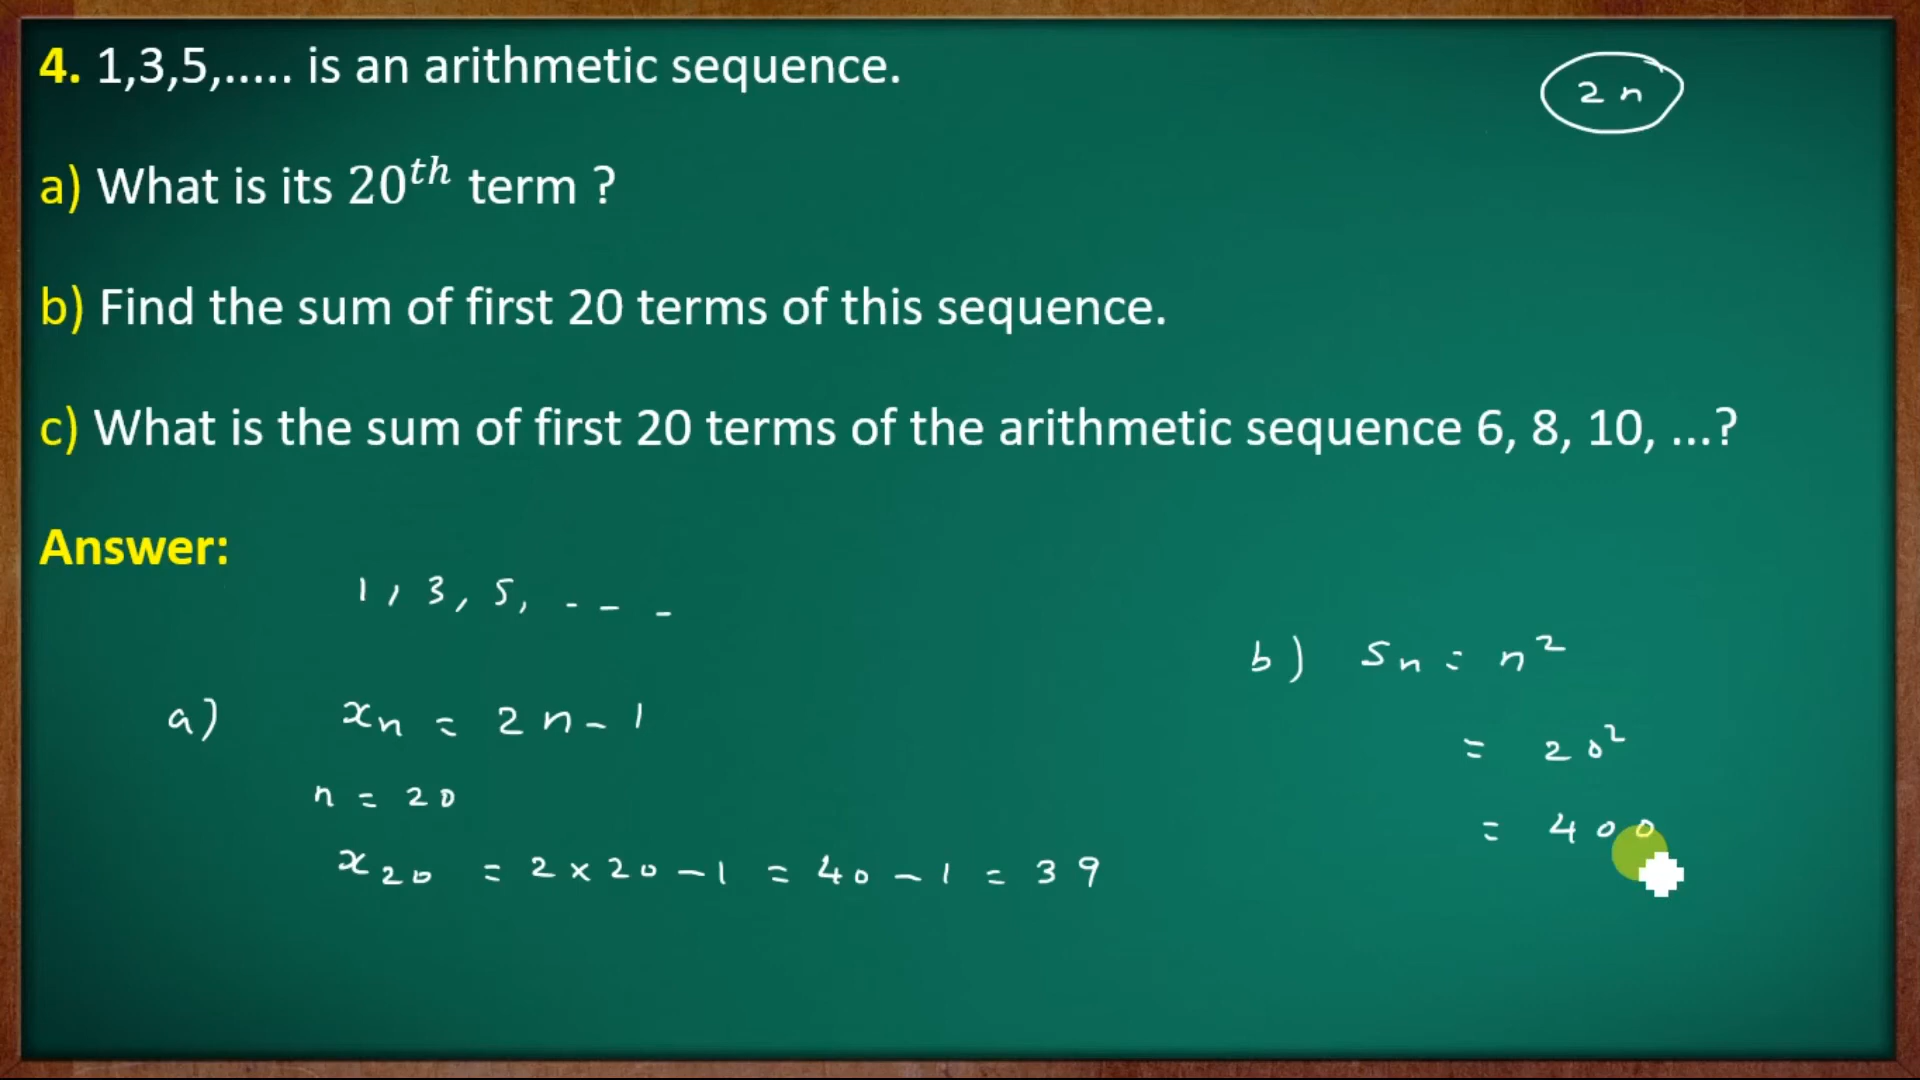 4. 1,3,5,..... is an arithmetic sequence.
2n
a) What is its 20^th term ?
b) Find the sum of first 20 terms of this sequence.
c) What is the sum of first 20 terms of the arithmetic sequence 6, 8, 10, ...?
Answer:
1, 3, 5, - - -
a) xₙ = 2n - 1
n = 20
x₂₀ = 2 × 20 - 1 = 40 - 1 = 39
b) Sₙ = n²
= 20²
= 400